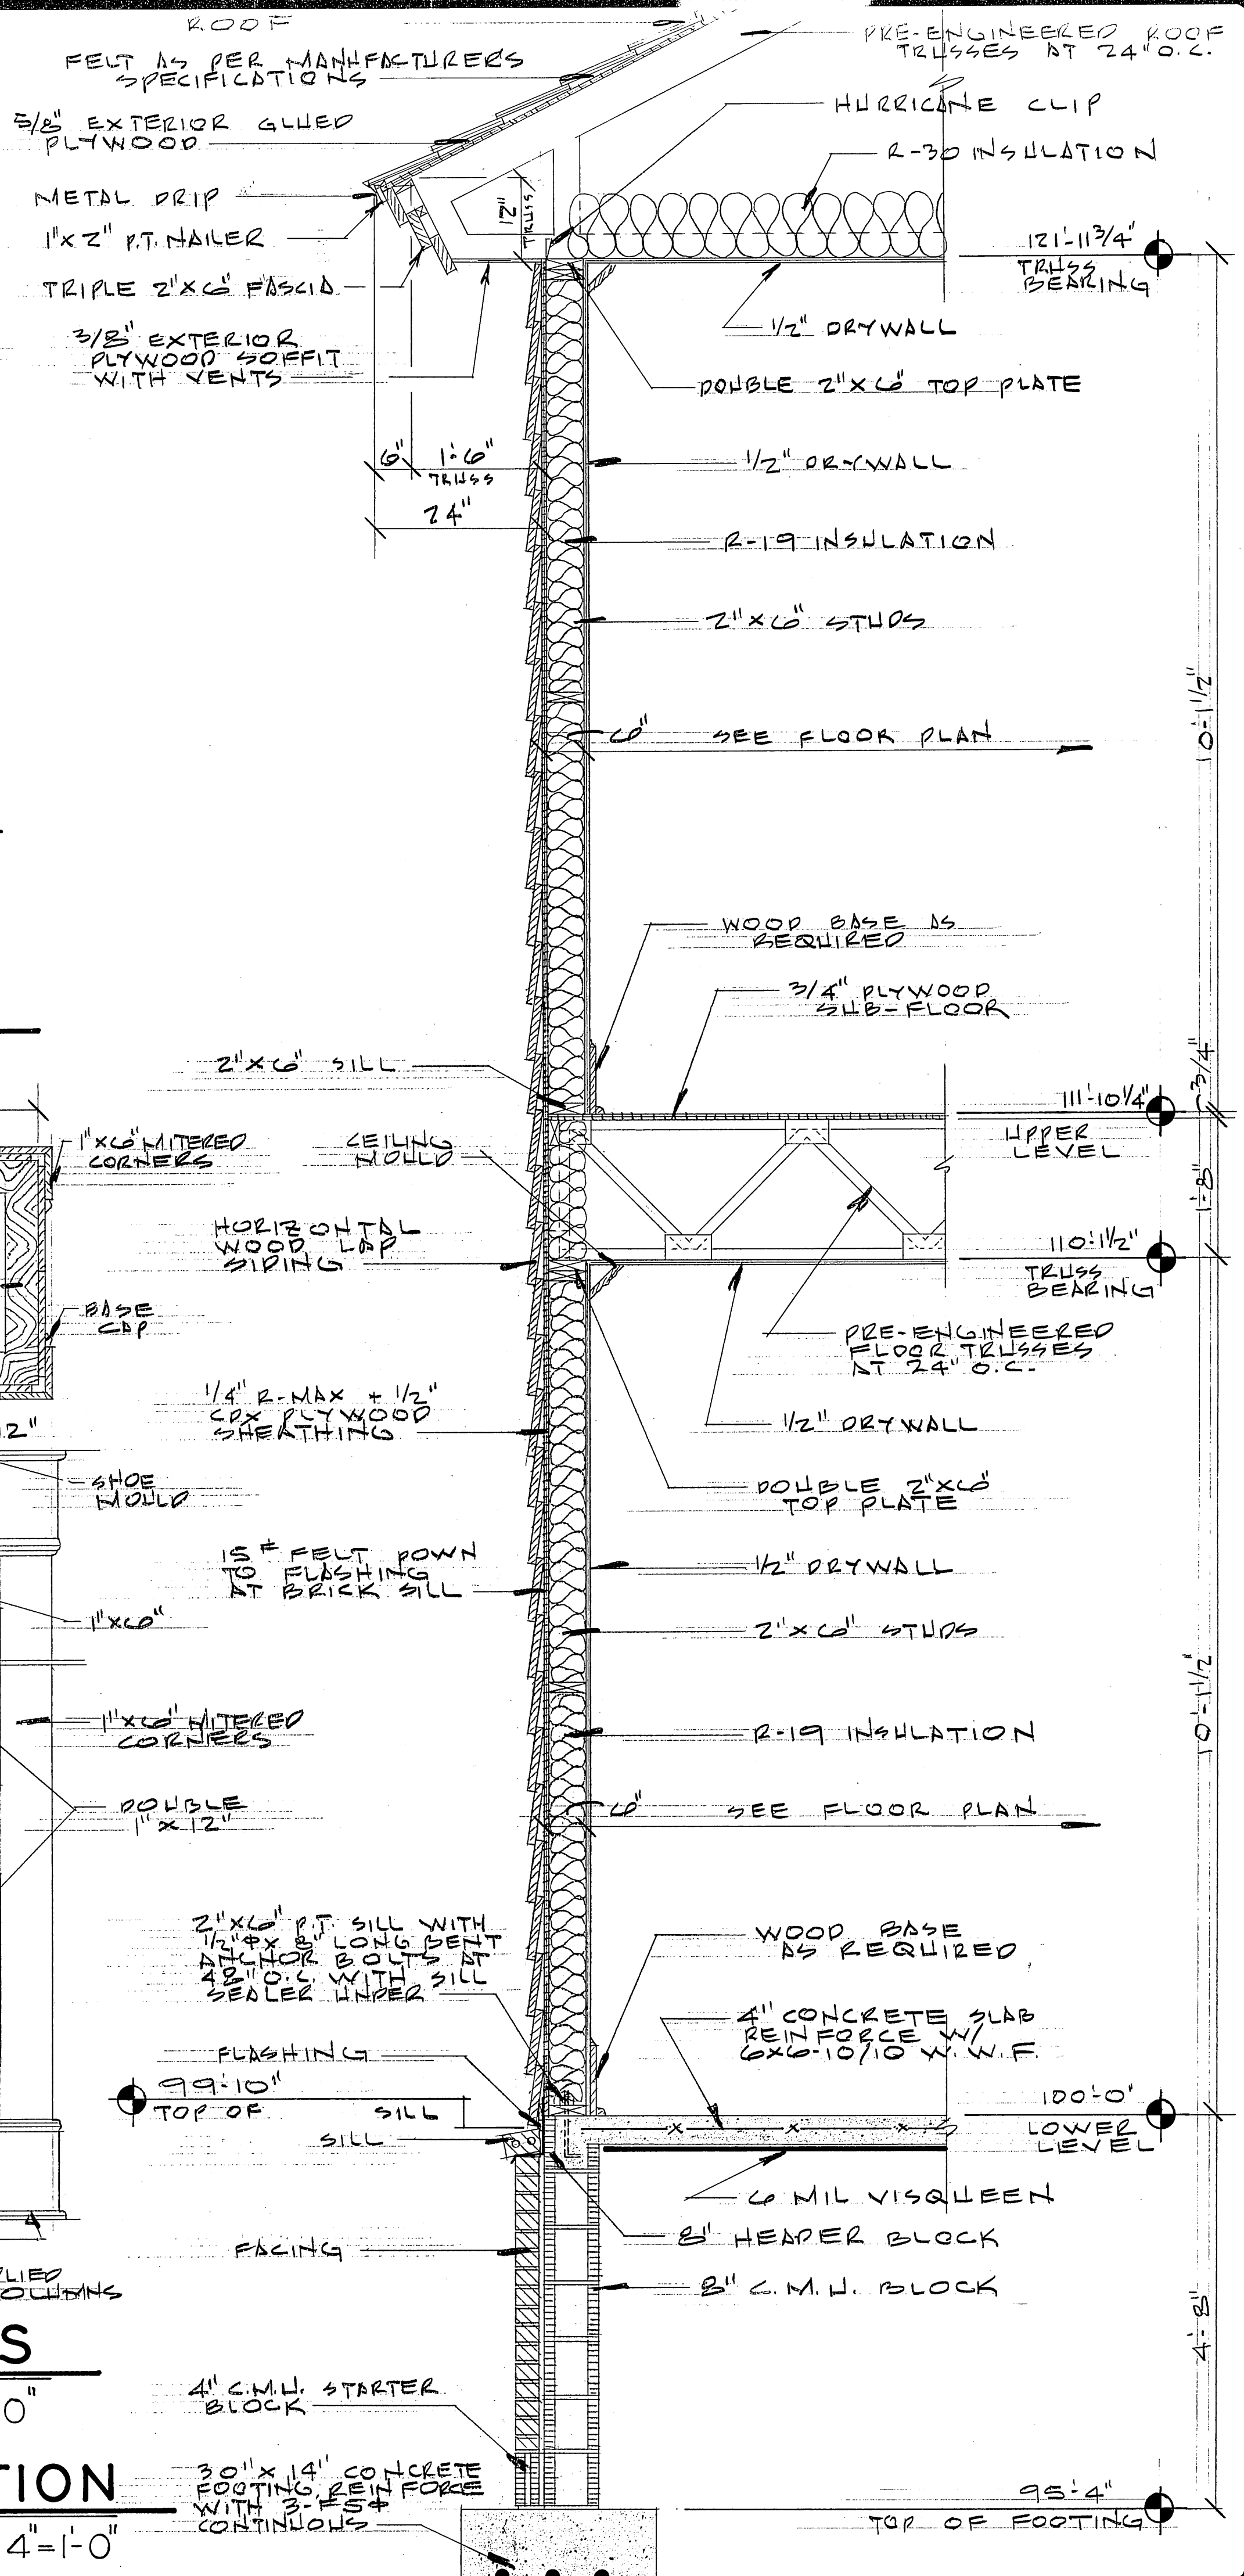 ROOF
FELT AS PER MANUFACTURERS
SPECIFICATIONS
5/8" EXTERIOR GLUED
PLYWOOD
METAL DRIP
1"X2" P.T. NAILER
TRIPLE 2"X6" FASCIA
3/8" EXTERIOR
PLYWOOD SOFFIT
WITH VENTS
PRE-ENGINEERED ROOF
TRUSSES AT 24" O.C.
HURRICANE CLIP
R-30 INSULATION
12"
TRUSS
121'-11 3/4"
TRUSS
BEARING
1/2" DRYWALL
DOUBLE 2"X6" TOP PLATE
6"
1'-6"
TRUSS
24"
1/2" DRYWALL
R-19 INSULATION
2"X6" STUDS
10'-1 1/2"
6"
SEE FLOOR PLAN
WOOD BASE AS
REQUIRED
3/4" PLYWOOD
SUB-FLOOR
2"X6" SILL
3/4"
111'-10 1/4"
UPPER
LEVEL
1'-8"
1"X6" MITERED
CORNERS
CEILING
MOULD
HORIZONTAL
WOOD LAP
SIDING
110'-1 1/2"
TRUSS
BEARING
BASE
CAP
PRE-ENGINEERED
FLOOR TRUSSES
AT 24" O.C.
1/4" R-MAX + 1/2"
CDX PLYWOOD
SHEATHING
1/2" DRYWALL
2"
SHOE
MOULD
DOUBLE 2"X6"
TOP PLATE
15# FELT DOWN
TO FLASHING
AT BRICK SILL
1/2" DRYWALL
1"X6"
2"X6" STUDS
10'-1 1/2"
1"X6" MITERED
CORNERS
R-19 INSULATION
DOUBLE
1"X12"
6"
SEE FLOOR PLAN
2"X6" P.T. SILL WITH
1/2"ΦX 8" LONG BENT
ANCHOR BOLTS AT
48" O.C. WITH SILL
SEALER UNDER
WOOD BASE
AS REQUIRED
4" CONCRETE SLAB
REINFORCE W/
6X6-10/10 W.W.F.
FLASHING
99'-10"
TOP OF SILL
SILL
100'-0"
LOWER
LEVEL
6 MIL VISQUEEN
8" HEADER BLOCK
FACING
8" C.M.U. BLOCK
4'-8"
PLIED
COLUMNS
S
0"
4" C.M.U. STARTER
BLOCK
TION
4"=1'-0"
30" X 14" CONCRETE
FOOTING REINFORCE
WITH 3-#5Φ
CONTINUOUS
95'-4"
TOP OF FOOTING